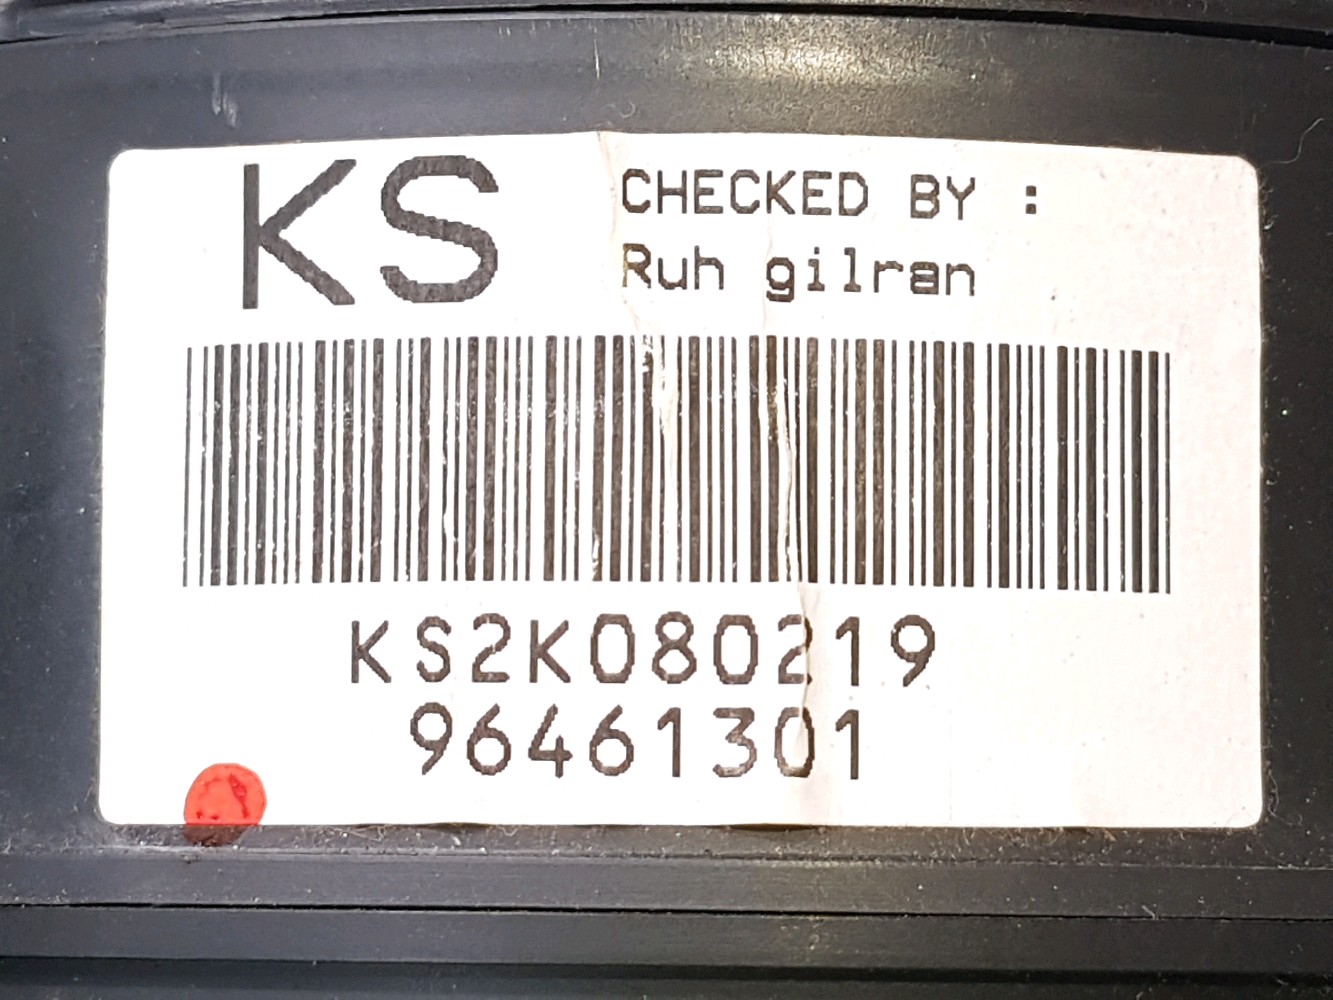 KS
CHECKED BY :
Ruh gilran
KS2K080219
96461301